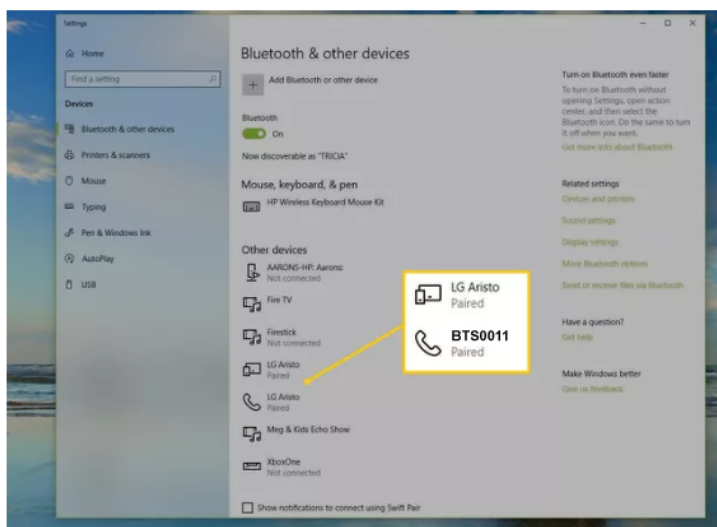 Settings
Home
Find a setting
Devices
Bluetooth & other devices
Printers & scanners
Mouse
Typing
Pen & Windows Ink
AutoPlay
USB
Bluetooth & other devices
Add Bluetooth or other device
Bluetooth
On
Now discoverable as "TRICIA"
Mouse, keyboard, & pen
HP Wireless Keyboard Mouse Kit
Other devices
AARONS-HP: Aarons:
Not connected
Fire TV
Firestick
Not connected
LG Aristo
Paired
LG Aristo
Paired
Meg & Kids Echo Show
XboxOne
Not connected
Show notifications to connect using Swift Pair
LG Aristo
Paired
BTS0011
Paired
Turn on Bluetooth even faster
To turn on Bluetooth without
opening Settings, open action
center, and then select the
Bluetooth icon. Do the same to turn
it off when you want.
Get more info about Bluetooth
Related settings
Devices and printers
Sound settings
Display settings
More Bluetooth options
Send or receive files via Bluetooth
Have a question?
Get help
Make Windows better
Give us feedback